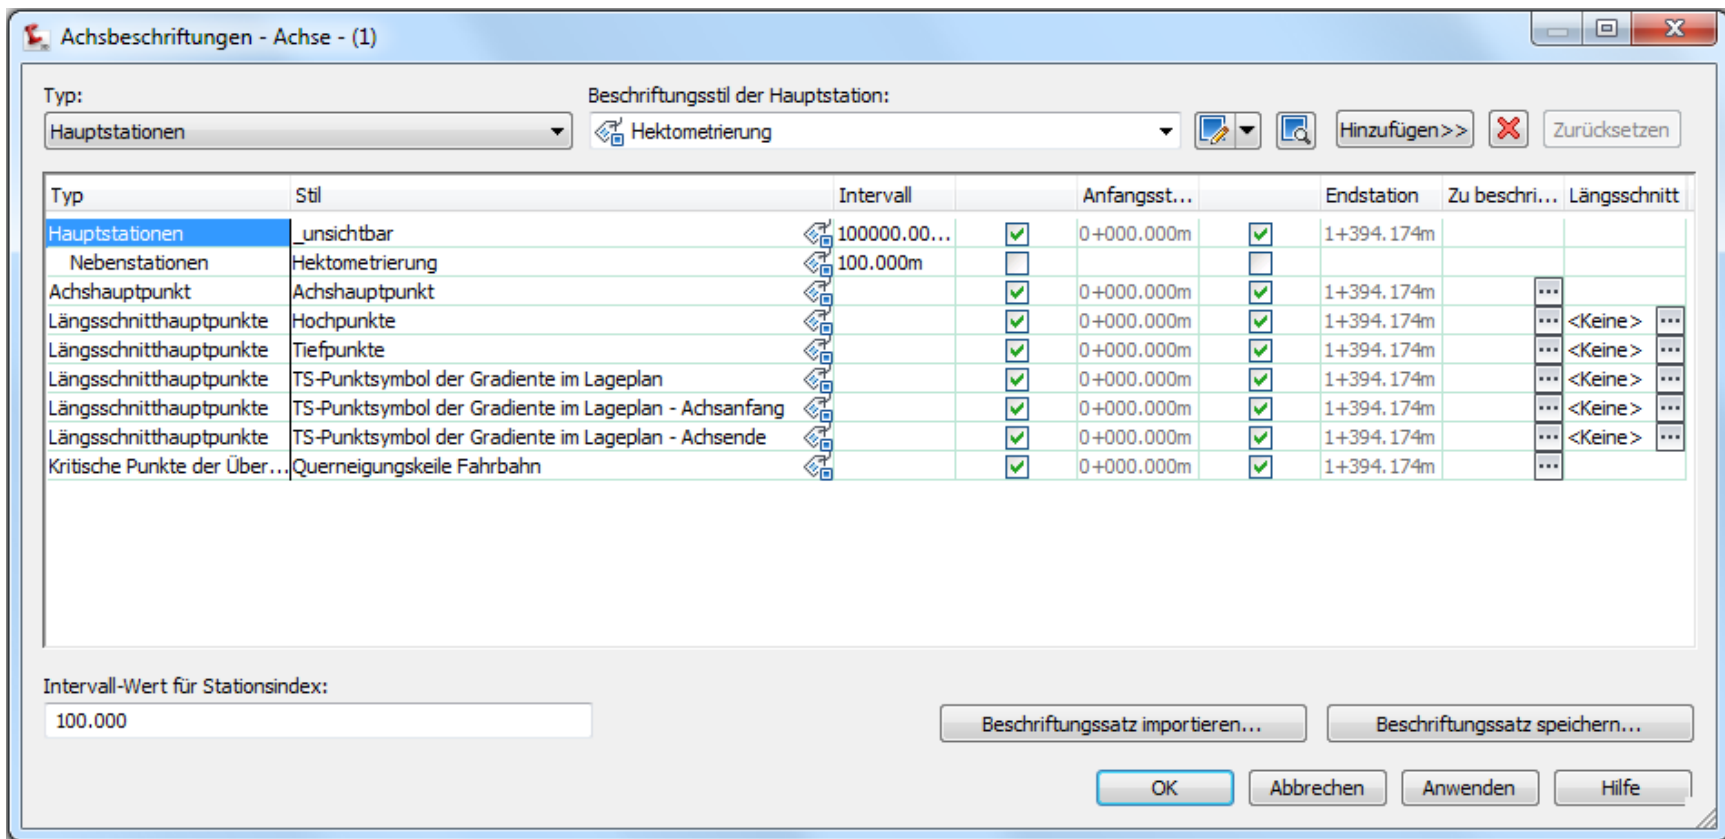 Achsbeschriftungen - Achse - (1)
Typ: Beschriftungsstil der Hauptstation:
Hauptstationen Hektometrierung Hinzufügen>> Zurücksetzen
Typ Stil Intervall Anfangsst... Endstation Zu beschri... Längsschnitt
Hauptstationen _unsichtbar 100000.00... 0+000.000m 1+394.174m
Nebenstationen Hektometrierung 100.000m
Achshauptpunkt Achshauptpunkt 0+000.000m 1+394.174m ...
Längsschnitthauptpunkte Hochpunkte 0+000.000m 1+394.174m ... <Keine> ...
Längsschnitthauptpunkte Tiefpunkte 0+000.000m 1+394.174m ... <Keine> ...
Längsschnitthauptpunkte TS-Punktsymbol der Gradiente im Lageplan 0+000.000m 1+394.174m ... <Keine> ...
Längsschnitthauptpunkte TS-Punktsymbol der Gradiente im Lageplan - Achsanfang 0+000.000m 1+394.174m ... <Keine> ...
Längsschnitthauptpunkte TS-Punktsymbol der Gradiente im Lageplan - Achsende 0+000.000m 1+394.174m ... <Keine> ...
Kritische Punkte der Über... Querneigungskeile Fahrbahn 0+000.000m 1+394.174m ...
Intervall-Wert für Stationsindex:
100.000 Beschriftungssatz importieren... Beschriftungssatz speichern...
OK Abbrechen Anwenden Hilfe